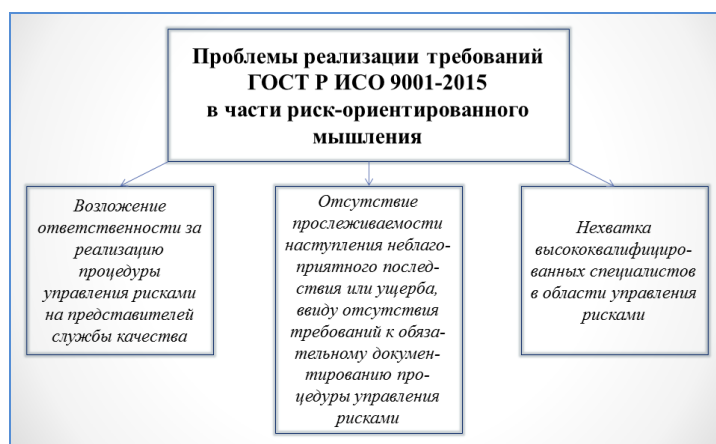 Проблемы реализации требований
ГОСТ Р ИСО 9001-2015
в части риск-ориентированного
мышления
Возложение
ответственности за
реализацию
процедуры
управления рисками
на представителей
службы качества
Отсутствие
прослеживаемости
наступления неблаго-
приятного послед-
ствия или ущерба,
ввиду отсутствия
требований к обяза-
тельному докумен-
тированию про-
цедуры управления
рисками
Нехватка
высококвалифициро-
ванных специалистов
в области управления
рисками